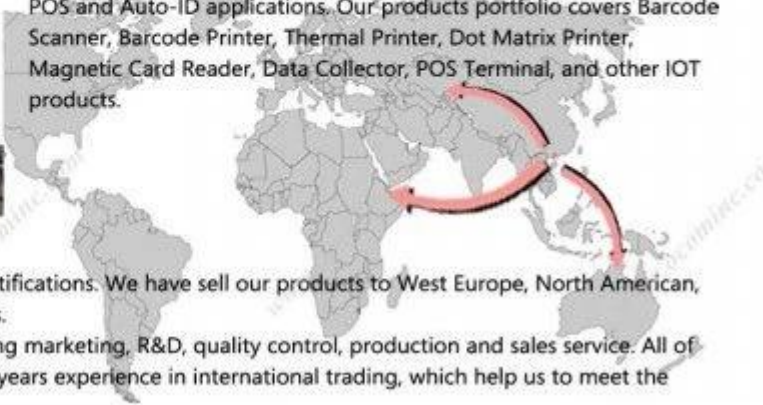 POS and Auto-ID applications. Our products portfolio covers Barcode
Scanner, Barcode Printer, Thermal Printer, Dot Matrix Printer,
Magnetic Card Reader, Data Collector, POS Terminal, and other IOT
products.
tifications. We have sell our products to West Europe, North American,
s.
ng marketing, R&D, quality control, production and sales service. All of
years experience in international trading, which help us to meet the